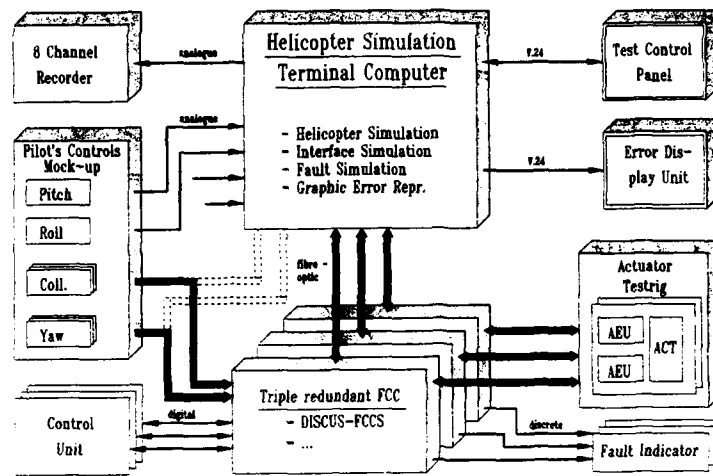 8 Channel
Recorder
analogue
Helicopter Simulation
Terminal Computer
- Helicopter Simulation
- Interface Simulation
- Fault Simulation
- Graphic Error Repr.
V.24
Test Control
Panel
V.24
Error Dis-
play Unit
Pilot's Controls
Mock-up
Pitch
Roll
Coll.
Yaw
analogue
fibre-
optic
Actuator
Testrig
AEU
AEU
ACT
Control
Unit
digital
Triple redundant FCC
- DISCUS-FCCS
- ...
discrete
Fault Indicator